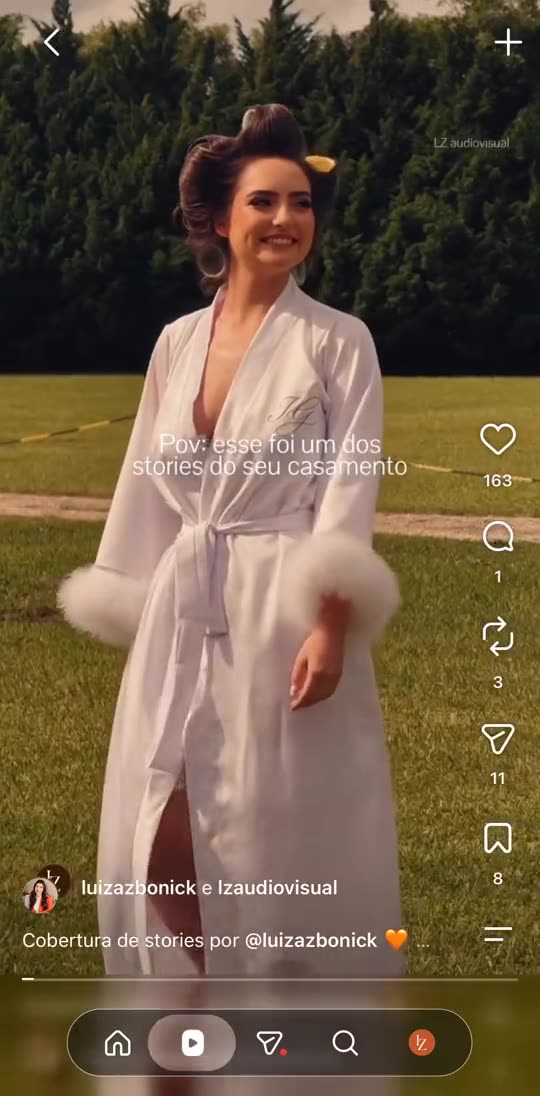 LZ audiovisual
Pov: esse foi um dos
stories do seu casamento
163
1
3
11
8
luizazbonick e lzaudiovisual
Cobertura de stories por @luizazbonick 🧡 ...